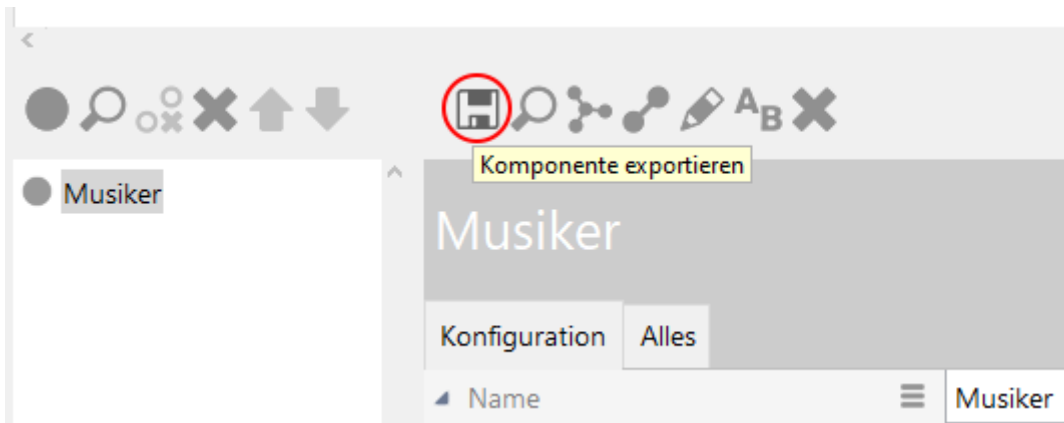 Komponente exportieren
Musiker
Musiker
Konfiguration Alles
Name Musiker